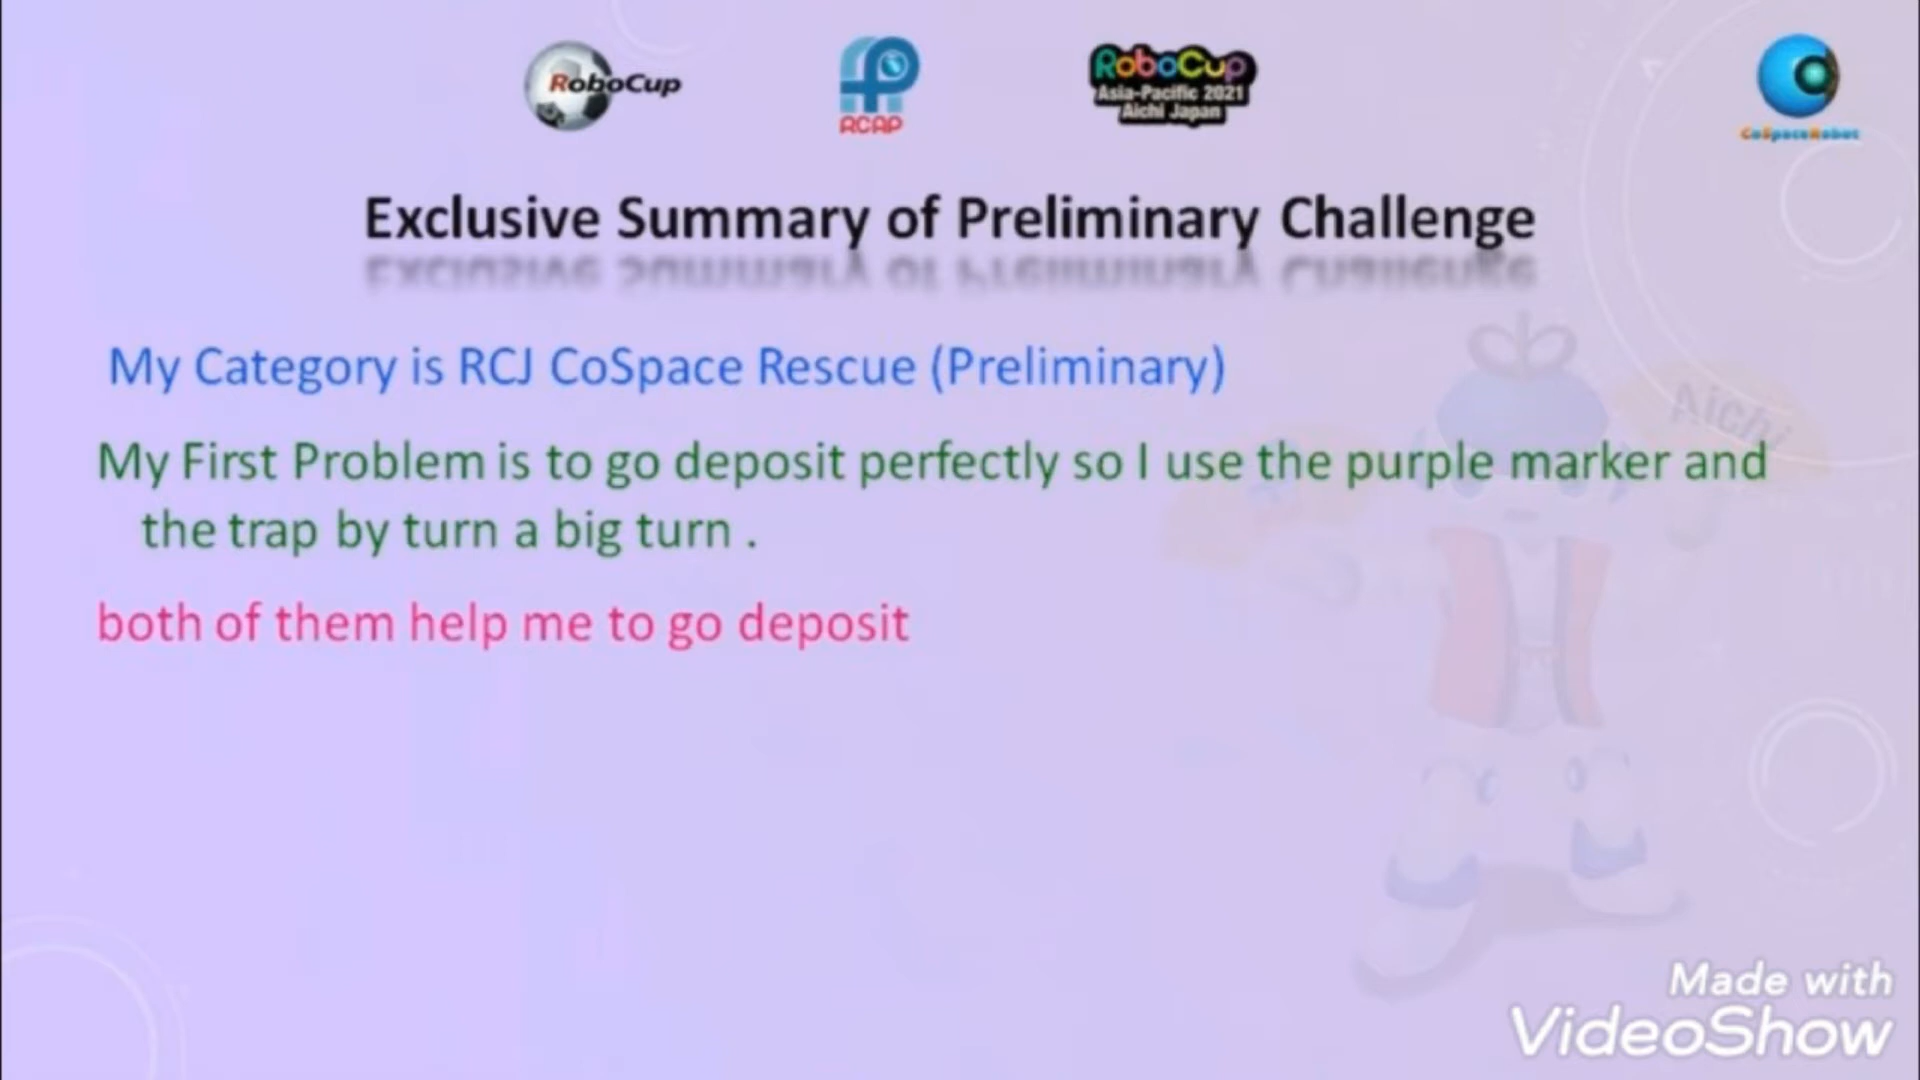 RoboCup
RCAP
RoboCup
Asia-Pacific 2021
Aichi Japan
CoSpaceRobot
Exclusive Summary of Preliminary Challenge
My Category is RCJ CoSpace Rescue (Preliminary)
Aichi
My First Problem is to go deposit perfectly so I use the purple marker and
the trap by turn a big turn .
both of them help me to go deposit
Made with
VideoShow